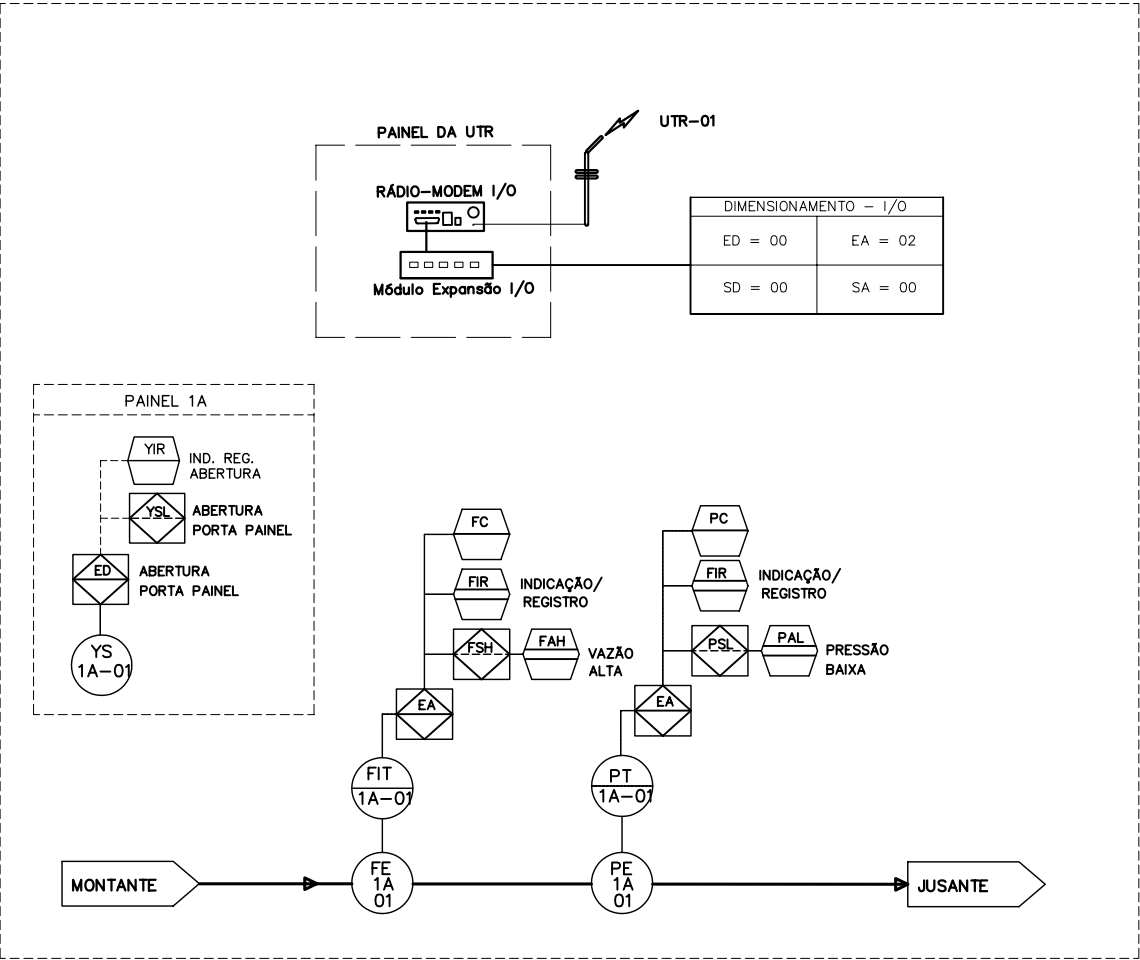 PAINEL DA UTR
UTR-01
RÁDIO-MODEM I/O
Módulo Expansão I/O
DIMENSIONAMENTO - I/O
ED = 00
EA = 02
SD = 00
SA = 00
PAINEL 1A
YIR
IND. REG.
ABERTURA
YSL
ABERTURA
PORTA PAINEL
ED
ABERTURA
PORTA PAINEL
YS
1A-01
FC
FIR
INDICAÇÃO/
REGISTRO
FSH
FAH
VAZÃO
ALTA
EA
FIT
1A-01
FE
1A
01
PC
FIR
INDICAÇÃO/
REGISTRO
PSL
PAL
PRESSÃO
BAIXA
EA
PT
1A-01
PE
1A
01
MONTANTE
JUSANTE